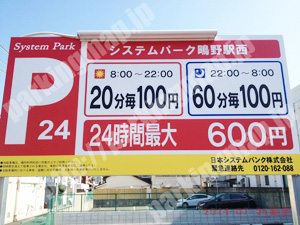 System Park
システムパーク鴫野駅西
P
24
8:00～22:00
20分毎100円
22:00～8:00
60分毎100円
24時間最大 600円
日本システムバンク株式会社
緊急連絡先 0120-162-088